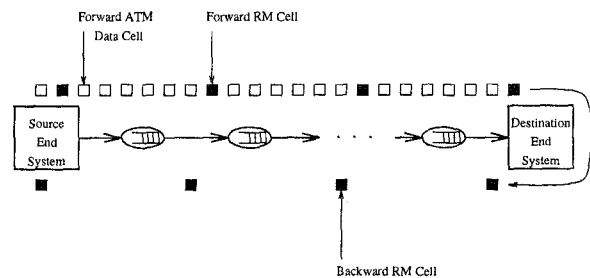 Forward ATM
Data Cell
Forward RM Cell
Source
End
System
. . . .
Destination
End
System
Backward RM Cell